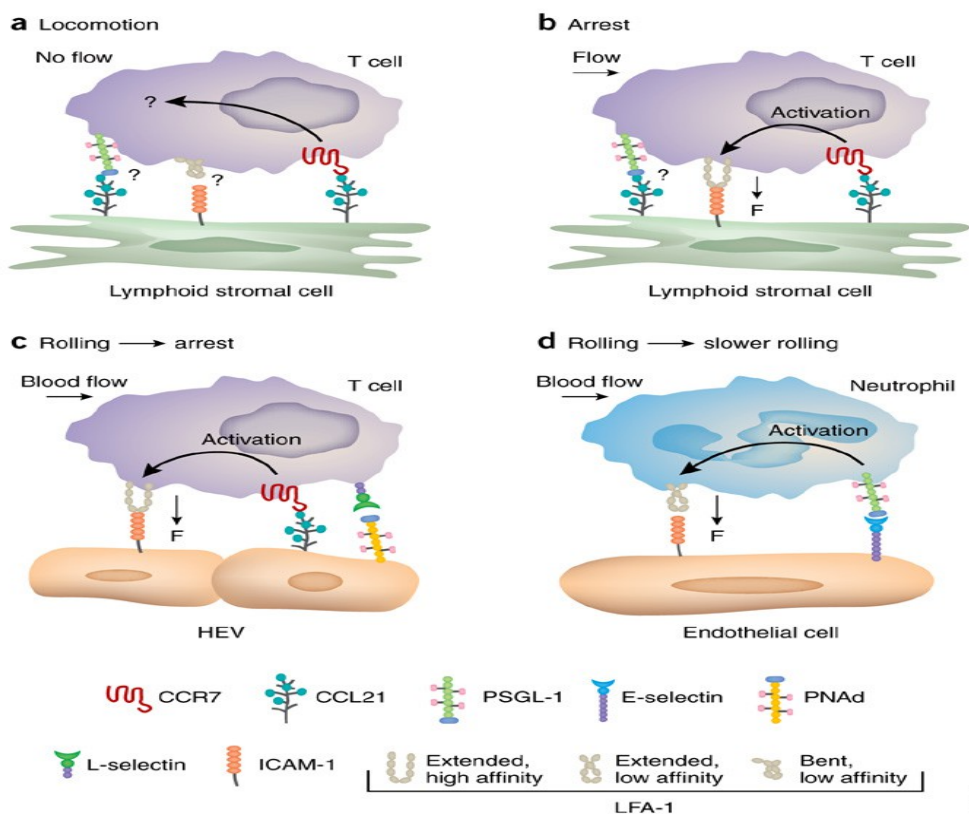 a Locomotion
No flow
T cell
?
?
?
Lymphoid stromal cell
b Arrest
Flow
T cell
Activation
?
F
Lymphoid stromal cell
c Rolling → arrest
Blood flow
T cell
Activation
F
HEV
d Rolling → slower rolling
Blood flow
Neutrophil
Activation
F
Endothelial cell
CCR7
CCL21
PSGL-1
E-selectin
PNAd
L-selectin
ICAM-1
Extended,
high affinity
Extended,
low affinity
Bent,
low affinity
LFA-1